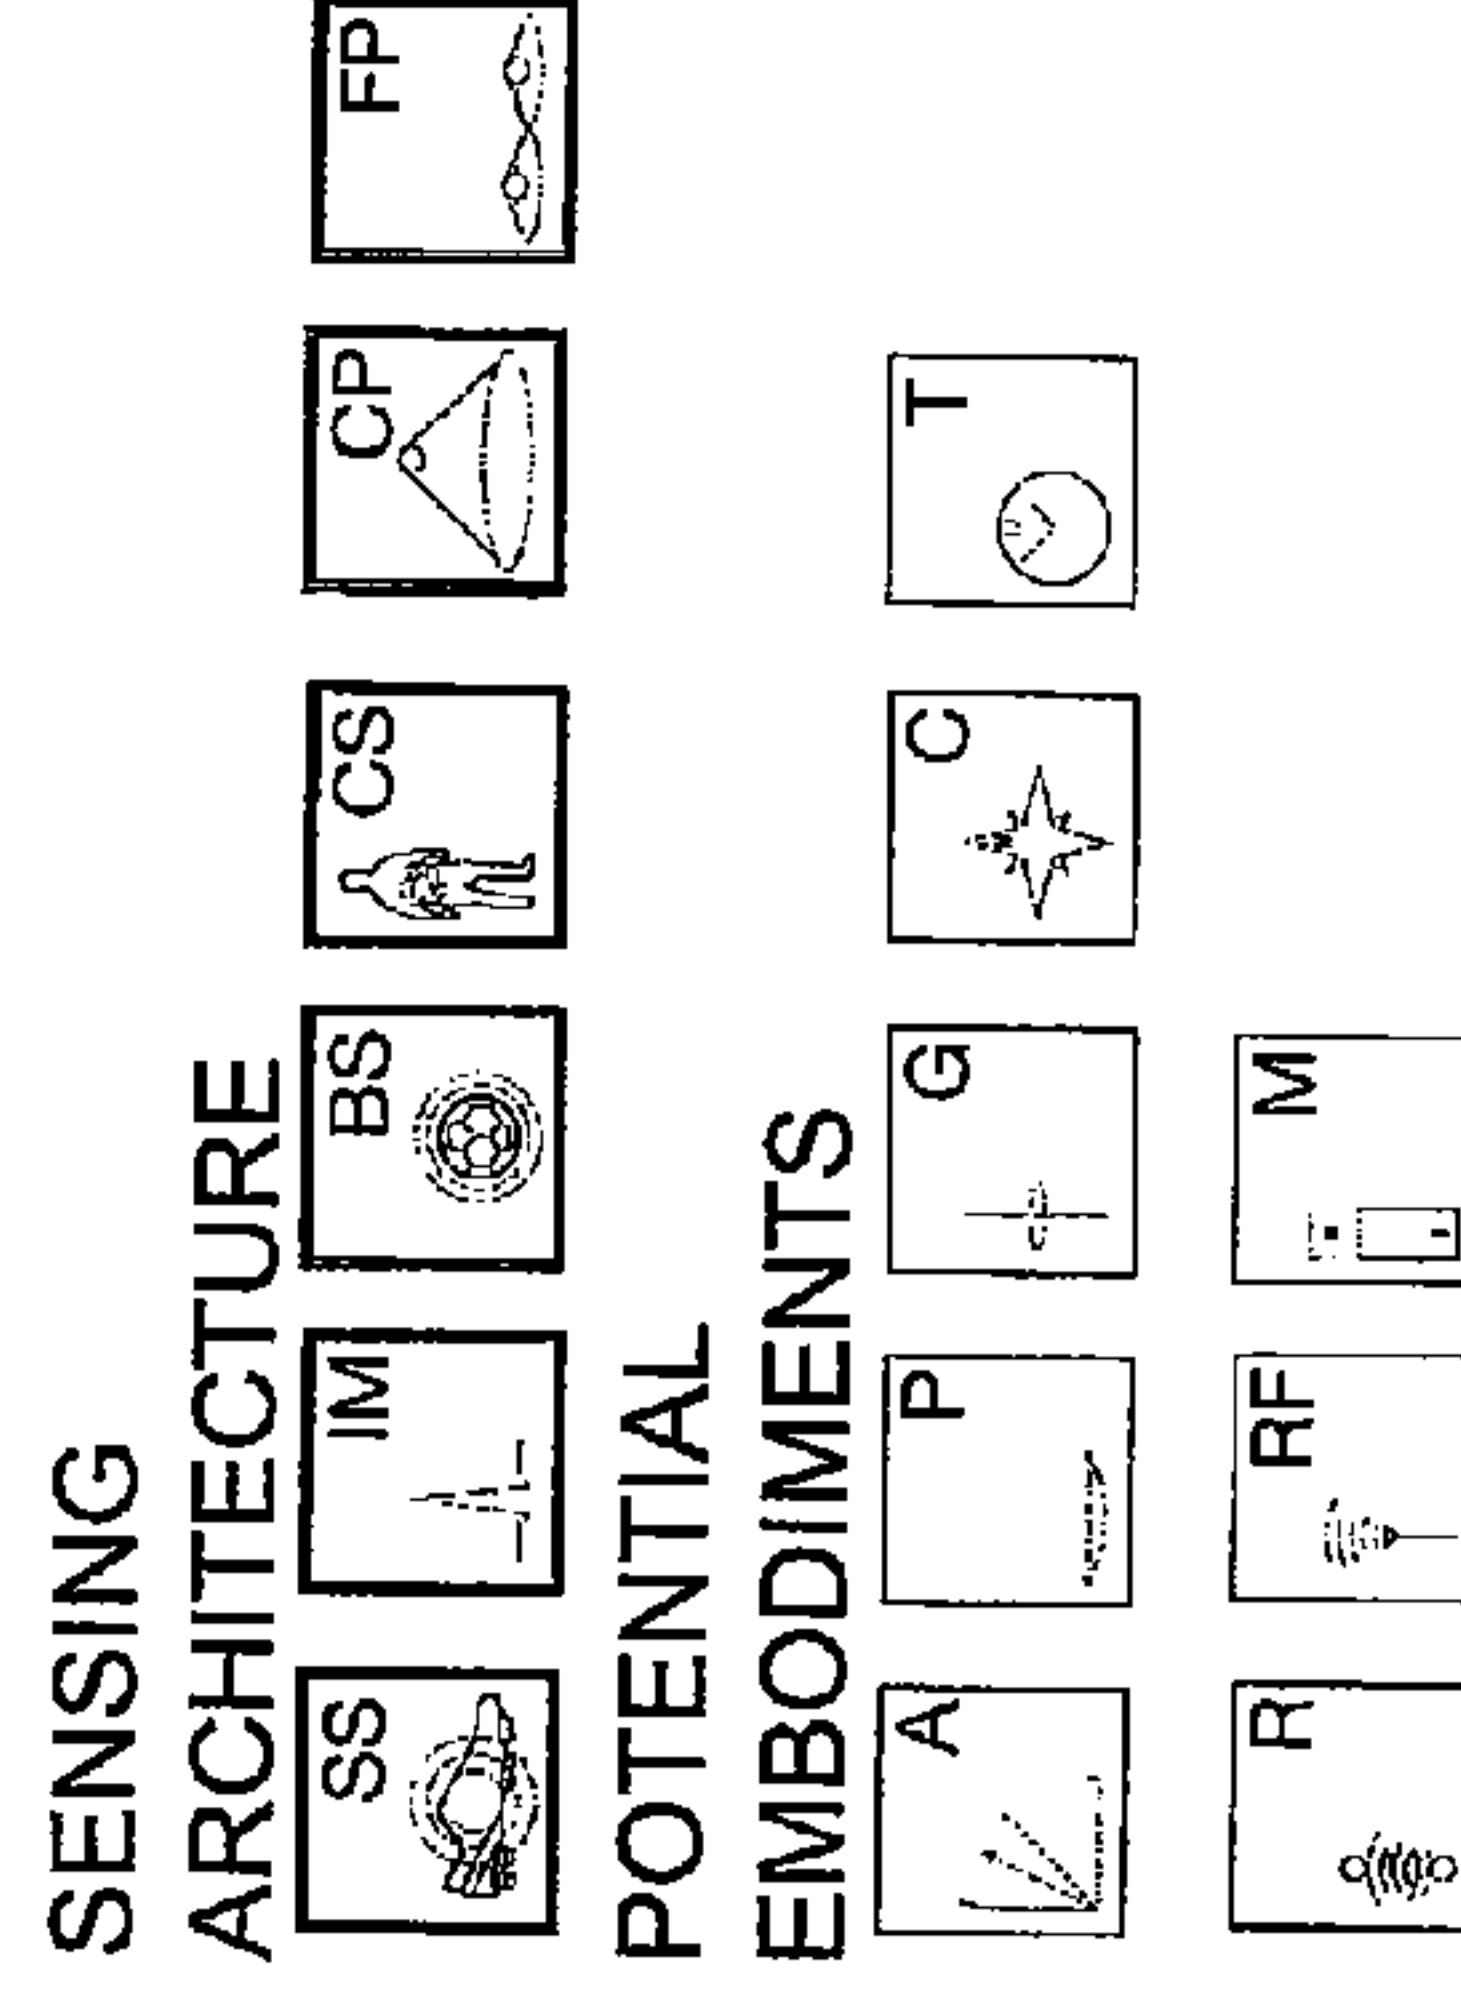 SENSING
ARCHITECTURE
SS IM BS CS CP FP
POTENTIAL
EMBODIMENTS
A P G C T
R RF M